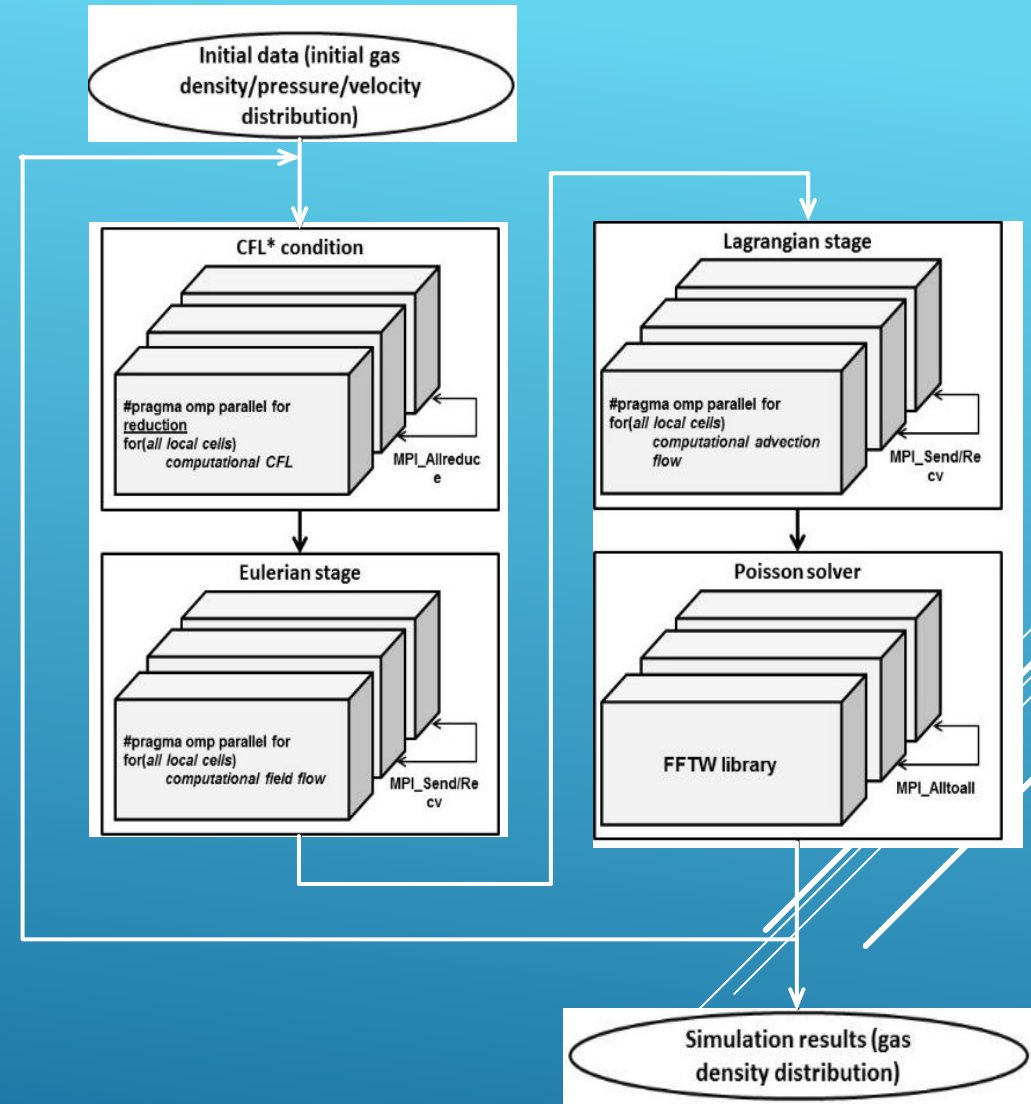 Initial data (initial gas
density/pressure/velocity
distribution)
CFL* condition
#pragma omp parallel for
reduction
for(all local cells)
computational CFL
MPI_Allreduc
e
Eulerian stage
#pragma omp parallel for
for(all local cells)
computational field flow
MPI_Send/Re
cv
Lagrangian stage
#pragma omp parallel for
for(all local cells)
computational advection
flow
MPI_Send/Re
cv
Poisson solver
FFTW library
MPI_Alltoall
Simulation results (gas
density distribution)